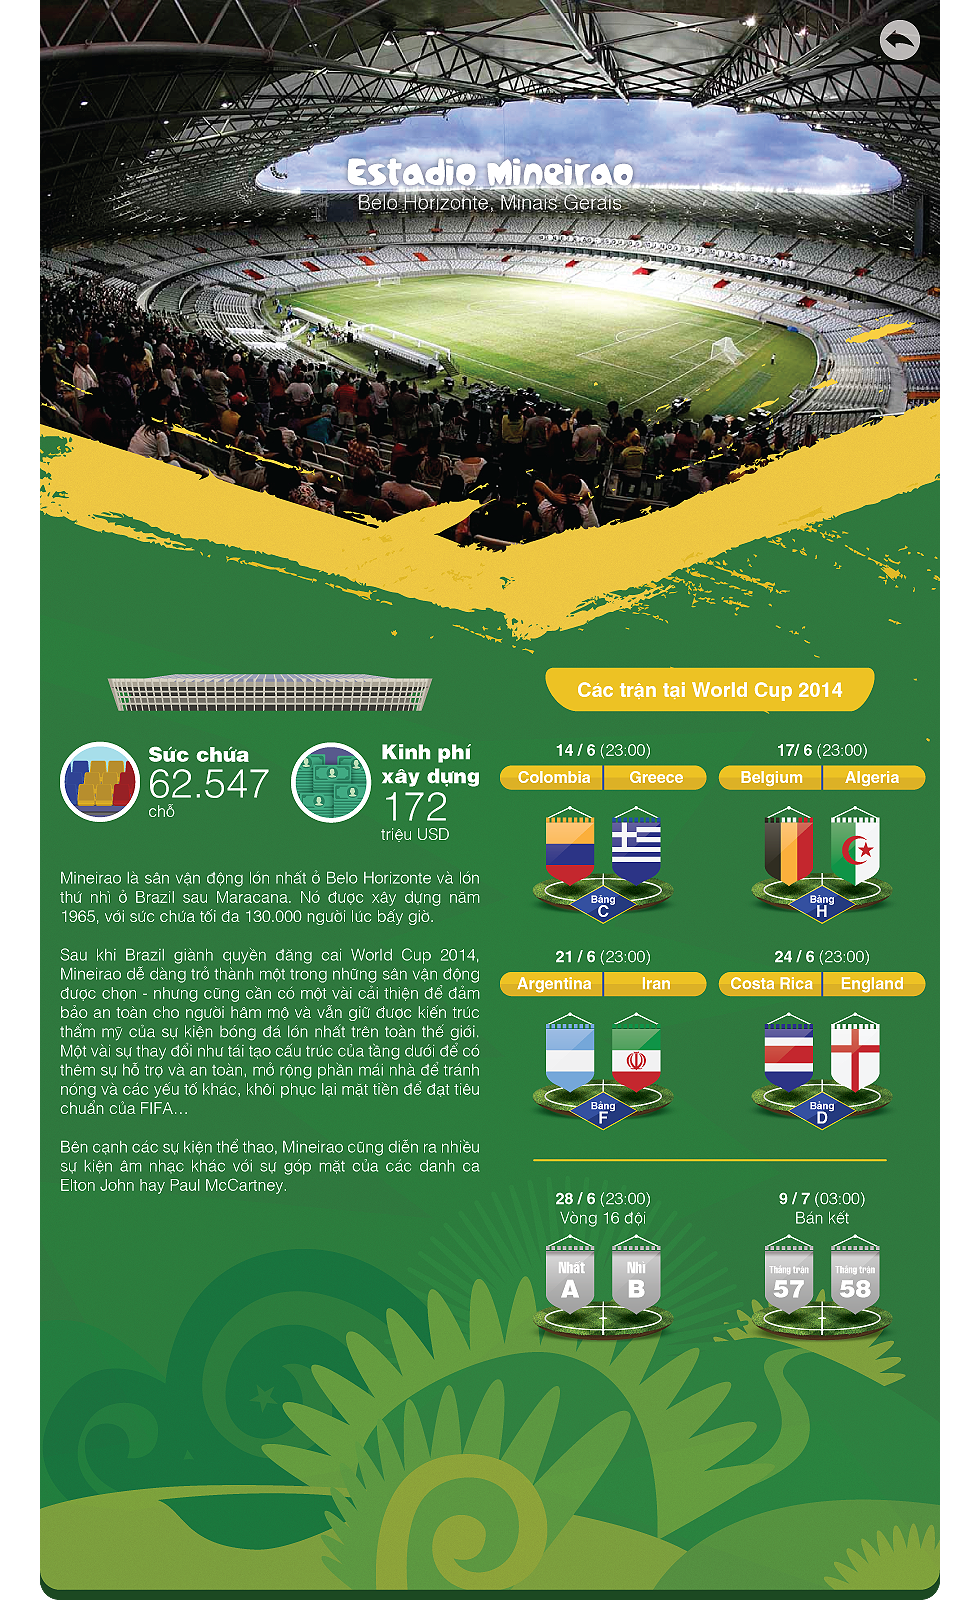 Estadio Mineirao
Belo Horizonte, Minais Gerais
Các trận tại World Cup 2014
Sức chứa
62.547
chỗ
Kinh phí
xây dựng
172
triệu USD
Mineirao là sân vận động lớn nhất ở Belo Horizonte và lớn
thứ nhì ở Brazil sau Maracana. Nó được xây dựng năm
1965, với sức chứa tối đa 130.000 người lúc bấy giờ.
Sau khi Brazil giành quyền đăng cai World Cup 2014,
Mineirao dễ dàng trở thành một trong những sân vận động
được chọn - nhưng cũng cần có một vài cải thiện để đảm
bảo an toàn cho người hâm mộ và vẫn giữ được kiến trúc
thẩm mỹ của sự kiện bóng đá lớn nhất trên toàn thế giới.
Một vài sự thay đổi như tái tạo cấu trúc của tầng dưới để có
thêm sự hỗ trợ và an toàn, mở rộng phần mái nhà để tránh
nóng và các yếu tố khác, khôi phục lại mặt tiền để đạt tiêu
chuẩn của FIFA...
Bên cạnh các sự kiện thể thao, Mineirao cũng diễn ra nhiều
sự kiện âm nhạc khác với sự góp mặt của các danh ca
Elton John hay Paul McCartney.
14 / 6 (23:00)
Colombia Greece
Bảng
C
17/ 6 (23:00)
Belgium Algeria
Bảng
H
21 / 6 (23:00)
Argentina Iran
Bảng
F
24 / 6 (23:00)
Costa Rica England
Bảng
D
28 / 6 (23:00)
Vòng 16 đội
Nhất Nhì
A B
9 / 7 (03:00)
Bán kết
Thắng trận Thắng trận
57 58